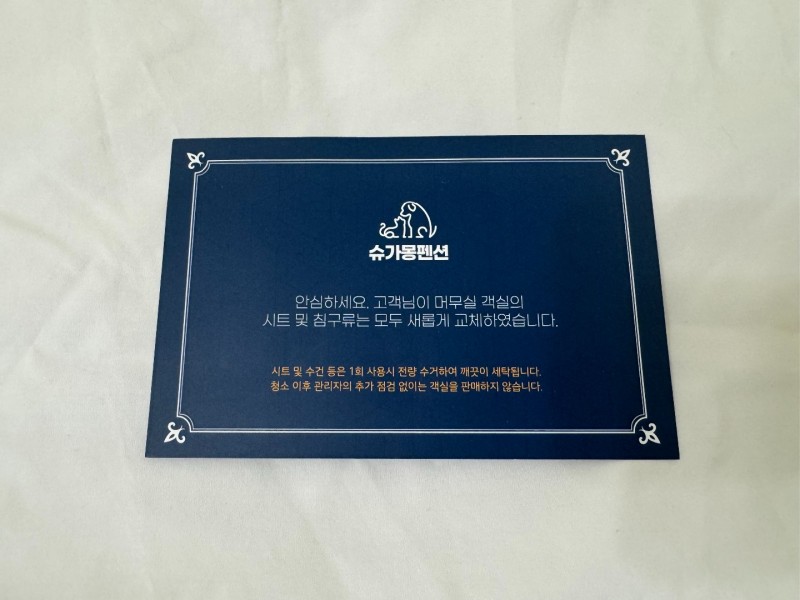 슈가몽펜션
안심하세요. 고객님이 머무실 객실의
시트 및 침구류는 모두 새롭게 교체하였습니다.
시트 및 수건 등은 1회 사용시 전량 수거하여 깨끗이 세탁됩니다.
청소 이후 관리자의 추가 점검 없이는 객실을 판매하지 않습니다.